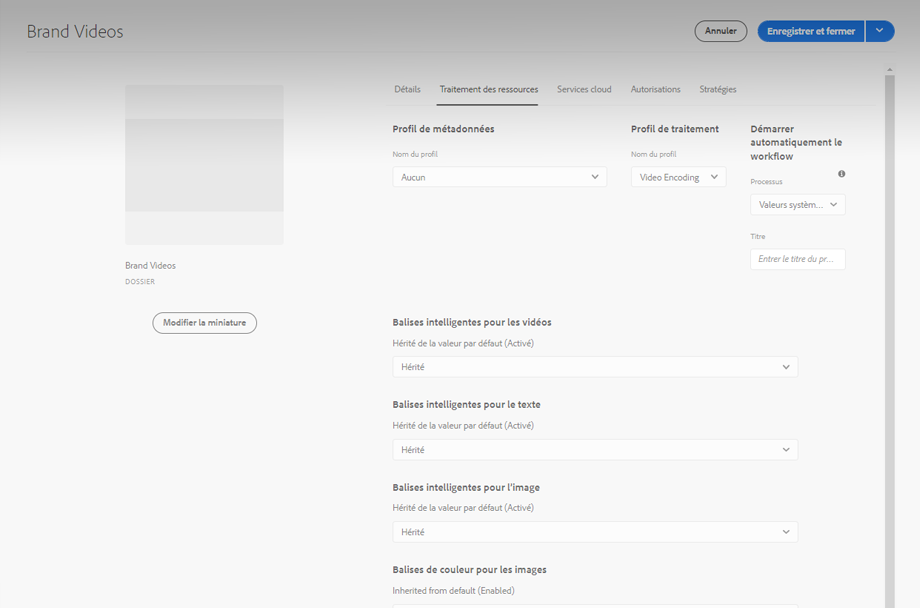 Brand Videos
Annuler
Enregistrer et fermer
Détails
Traitement des ressources
Services cloud
Autorisations
Stratégies
Profil de métadonnées
Nom du profil
Aucun
Profil de traitement
Nom du profil
Video Encoding
Démarrer
automatiquement le
workflow
Processus
Valeurs systèm...
Titre
Entrer le titre du pr...
Brand Videos
DOSSIER
Modifier la miniature
Balises intelligentes pour les vidéos
Hérité de la valeur par défaut (Activé)
Hérité
Balises intelligentes pour le texte
Hérité de la valeur par défaut (Activé)
Hérité
Balises intelligentes pour l'image
Hérité de la valeur par défaut (Activé)
Hérité
Balises de couleur pour les images
Inherited from default (Enabled)